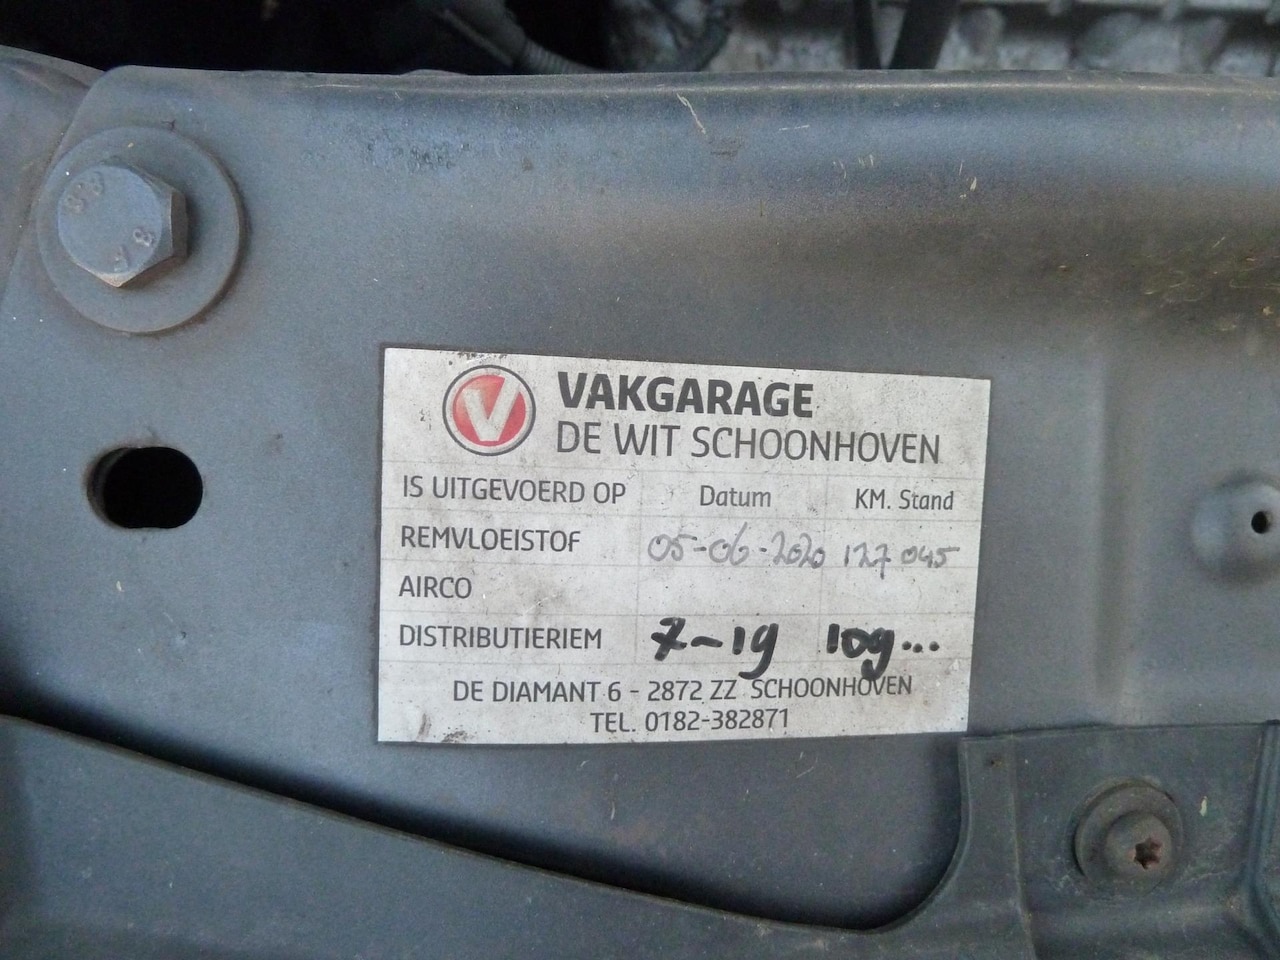 VAKGARAGE
DE WIT SCHOONHOVEN
IS UITGEVOERD OP Datum KM. Stand
REMVLOEISTOF 05-06-2020 127 045
AIRCO
DISTRIBUTIERIEM 7-19 109...
DE DIAMANT 6 - 2872 ZZ SCHOONHOVEN
TEL. 0182-382871